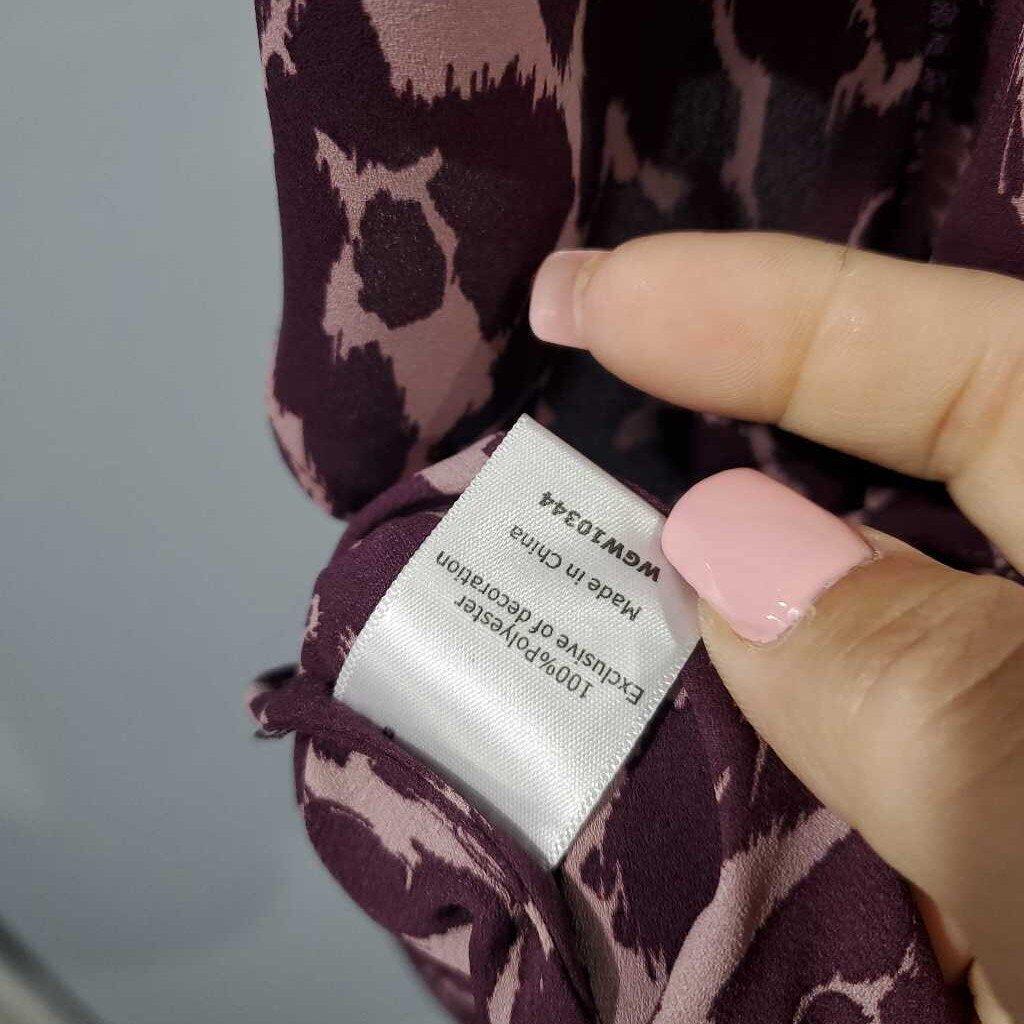 100%Polyester
Exclusive of decoration
Made in China
WGW10344